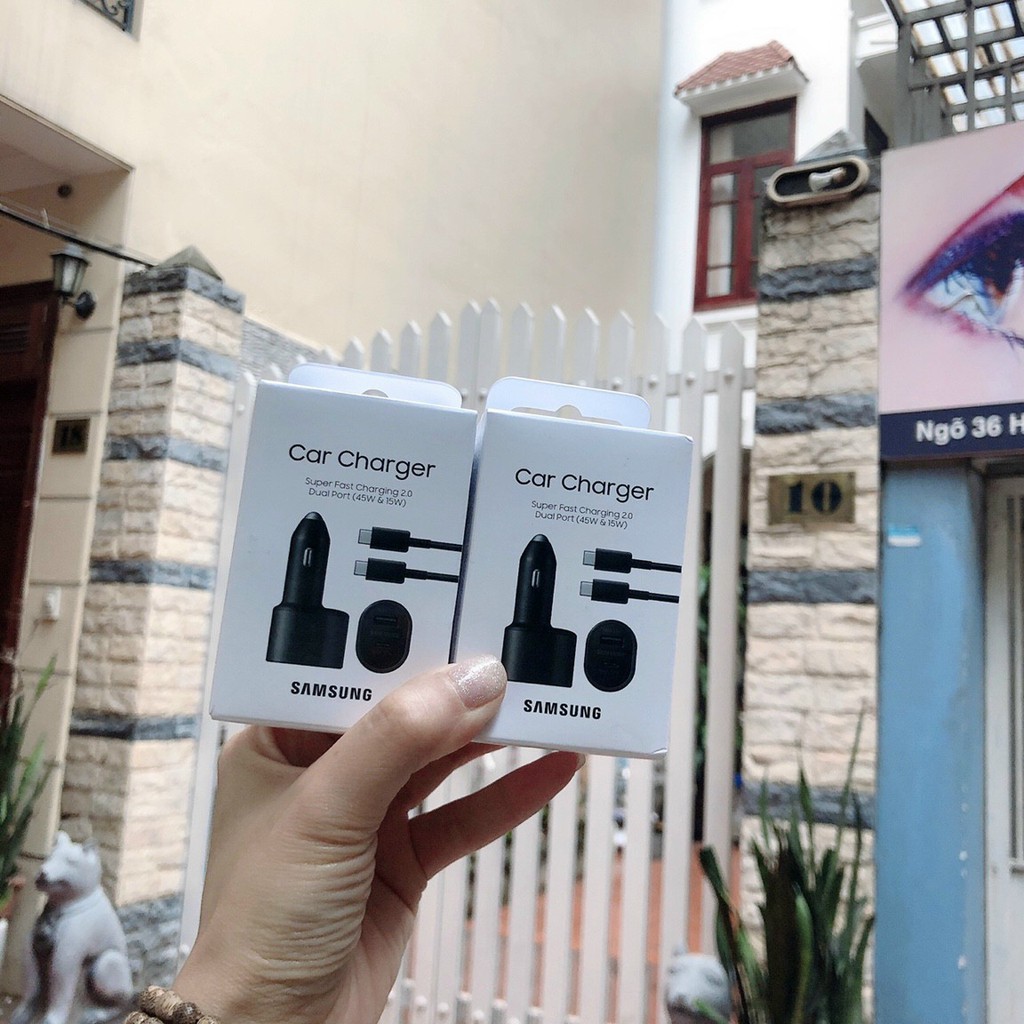 Car Charger
Super Fast Charging 2.0
Dual Port (45W & 15W)
SAMSUNG
Car Charger
Super Fast Charging 2.0
Dual Port (45W & 15W)
SAMSUNG
10
Ngõ 36 H